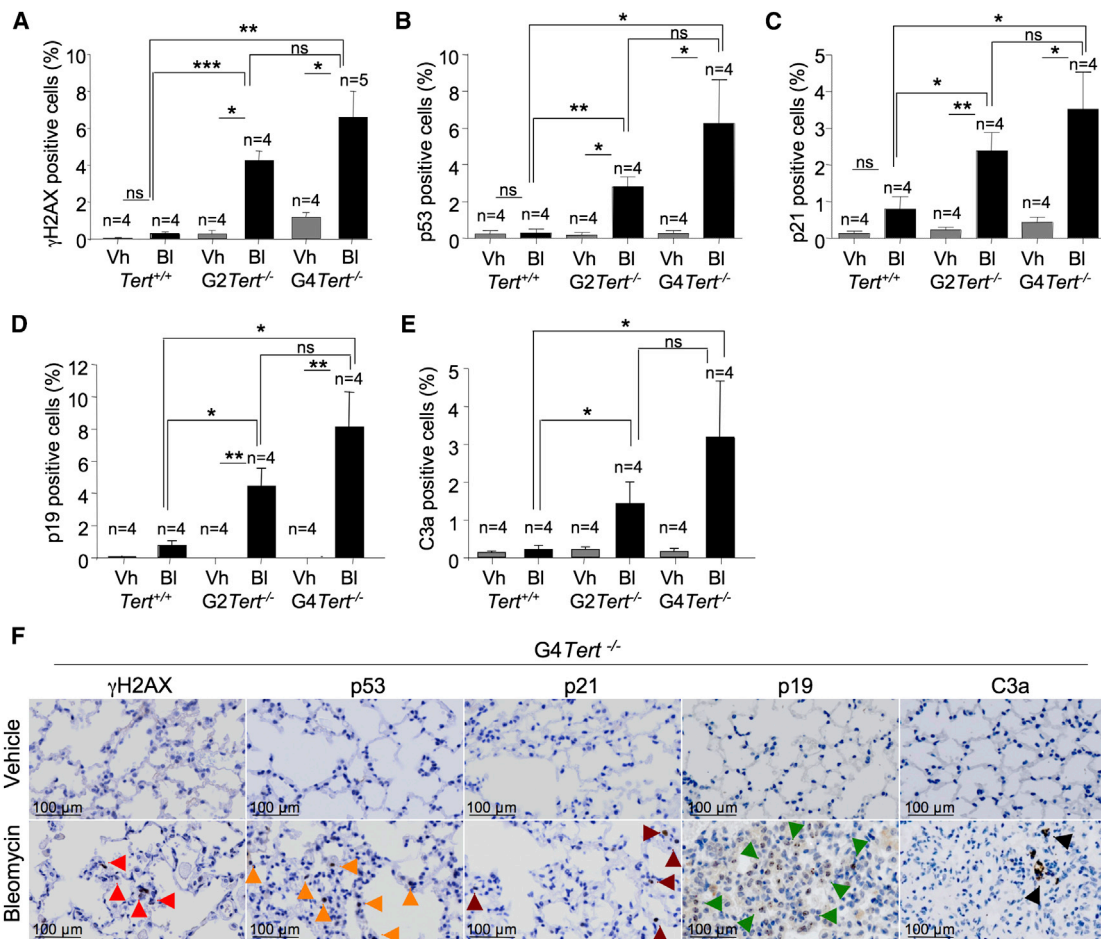 A
γH2AX positive cells (%)
10
8
6
4
2
0
**
ns
***
*
n=5
*
n=4
ns
n=4 n=4 n=4 n=4
Vh Bl Vh Bl Vh Bl
Tert+/+ G2Tert-/- G4Tert-/-
B
p53 positive cells (%)
10
8
6
4
2
0
*
ns
*
n=4
**
*
n=4
ns
n=4 n=4 n=4 n=4
Vh Bl Vh Bl Vh Bl
Tert+/+ G2Tert-/- G4Tert-/-
C
p21 positive cells (%)
5
4
3
2
1
0
*
ns
*
n=4
*
**
n=4
ns
n=4
n=4 n=4 n=4
Vh Bl Vh Bl Vh Bl
Tert+/+ G2Tert-/- G4Tert-/-
D
p19 positive cells (%)
12
10
8
6
4
2
0
*
ns
**
n=4
*
**
n=4
n=4 n=4 n=4 n=4
Vh Bl Vh Bl Vh Bl
Tert+/+ G2Tert-/- G4Tert-/-
E
C3a positive cells (%)
5
4
3
2
1
0
*
ns
n=4
*
n=4
n=4 n=4 n=4 n=4
Vh Bl Vh Bl Vh Bl
Tert+/+ G2Tert-/- G4Tert-/-
F
G4Tert -/-
γH2AX p53 p21 p19 C3a
Vehicle
100 µm 100 µm 100 µm 100 µm 100 µm
Bleomycin
100 µm 100 µm 100 µm 100 µm 100 µm